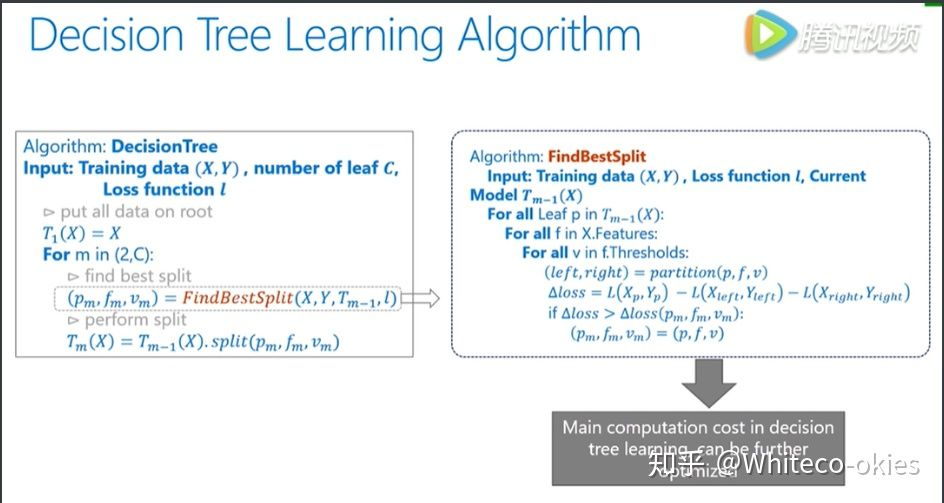 Decision Tree Learning Algorithm
腾讯视频
Algorithm: DecisionTree
Input: Training data (X,Y) , number of leaf C,
Loss function l
▷ put all data on root
T₁(X) = X
For m in (2,C):
▷ find best split
(pₘ, fₘ, vₘ) = FindBestSplit(X,Y,Tₘ₋₁,l)
▷ perform split
Tₘ(X) = Tₘ₋₁(X).split(pₘ, fₘ, vₘ)
Algorithm: FindBestSplit
Input: Training data (X,Y) , Loss function l, Current
Model Tₘ₋₁(X)
For all Leaf p in Tₘ₋₁(X):
For all f in X.Features:
For all v in f.Thresholds:
(left,right) = partition(p,f,v)
Δloss = L(Xₚ,Yₚ) − L(X_left,Y_left) − L(X_right,Y_right)
if Δloss > Δloss(pₘ, fₘ, vₘ):
(pₘ, fₘ, vₘ) = (p,f,v)
Main computation cost in decision
tree learning, can be further
optimized
知乎 @Whiteco-okies